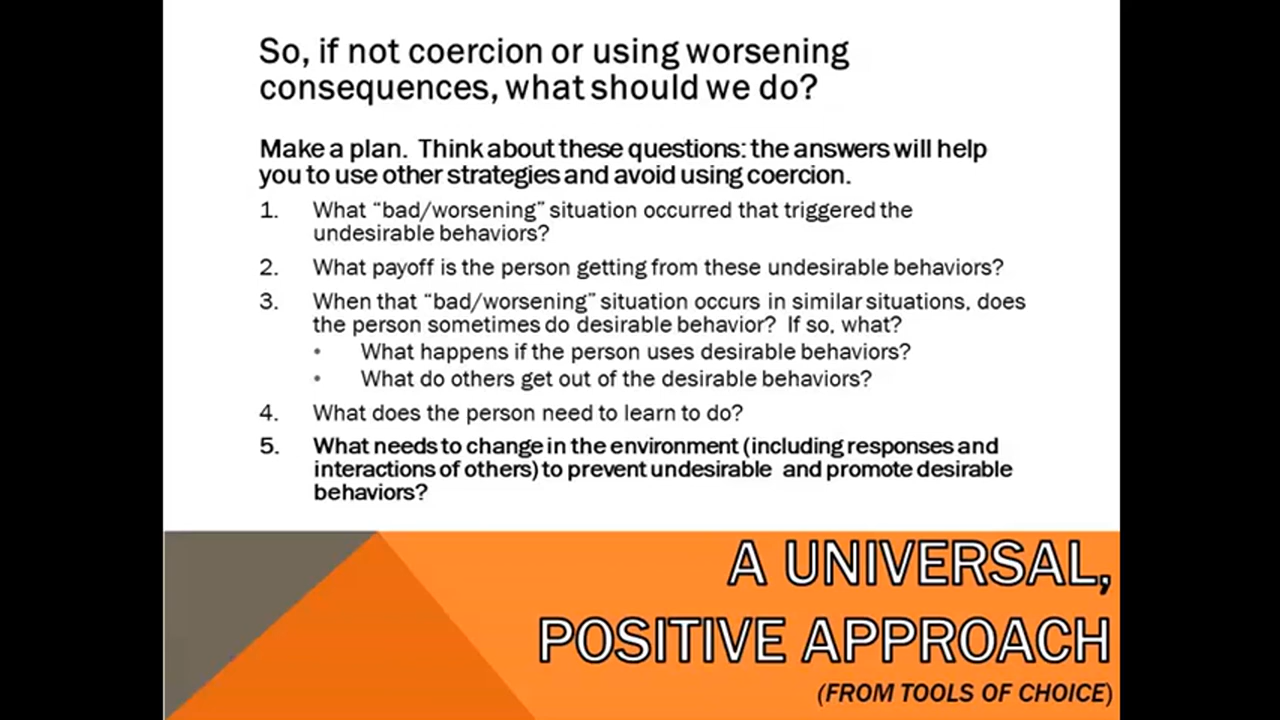 So, if not coercion or using worsening
consequences, what should we do?
Make a plan. Think about these questions: the answers will help
you to use other strategies and avoid using coercion.
1. What “bad/worsening” situation occurred that triggered the
undesirable behaviors?
2. What payoff is the person getting from these undesirable behaviors?
3. When that “bad/worsening” situation occurs in similar situations, does
the person sometimes do desirable behavior? If so, what?
• What happens if the person uses desirable behaviors?
• What do others get out of the desirable behaviors?
4. What does the person need to learn to do?
5. What needs to change in the environment (including responses and
interactions of others) to prevent undesirable and promote desirable
behaviors?
A UNIVERSAL,
POSITIVE APPROACH
(FROM TOOLS OF CHOICE)